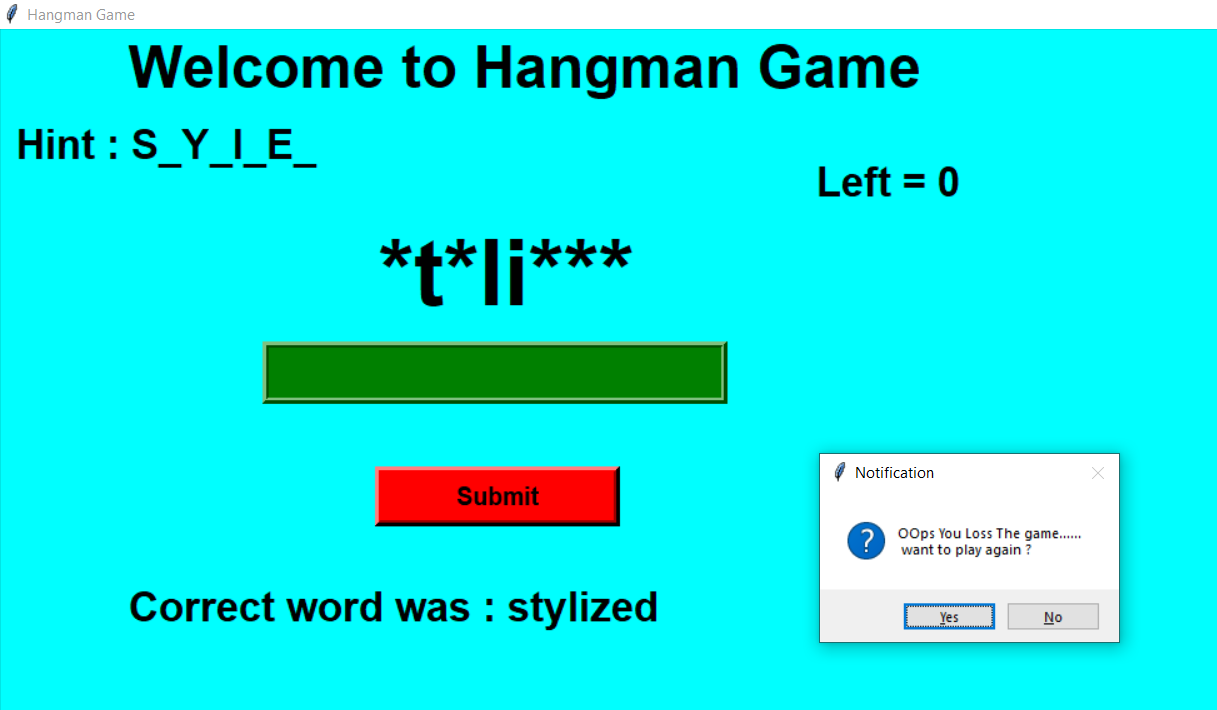 Hangman Game
Welcome to Hangman Game
Hint : S_Y_I_E_
Left = 0
*t*li***
Submit
Correct word was : stylized
Notification
?
OOps You Loss The game......
want to play again ?
Yes
No